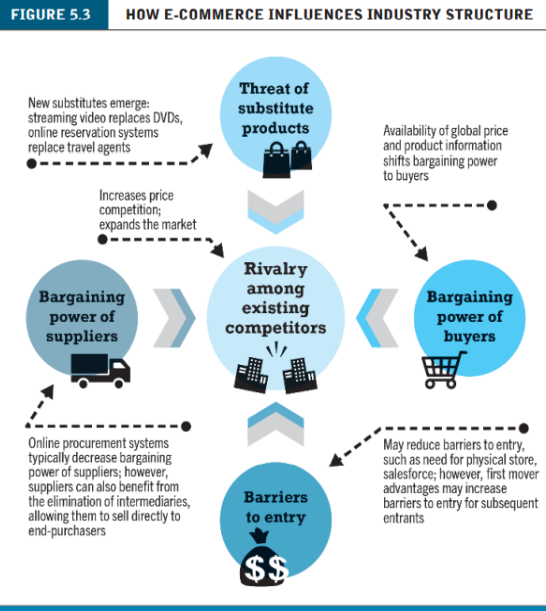 FIGURE 5.3
HOW E-COMMERCE INFLUENCES INDUSTRY STRUCTURE
Threat of
substitute
products
New substitutes emerge:
streaming video replaces DVDs,
online reservation systems
replace travel agents
Availability of global price
and product information
shifts bargaining power
to buyers
Increases price
competition;
expands the market
Bargaining
power of
suppliers
Rivalry
among
existing
competitors
Bargaining
power of
buyers
Online procurement systems
typically decrease bargaining
power of suppliers; however,
suppliers can also benefit from
the elimination of intermediaries,
allowing them to sell directly to
end-purchasers
May reduce barriers to entry,
such as need for physical store,
salesforce; however, first mover
advantages may increase
barriers to entry for subsequent
entrants
Barriers
to entry
$$